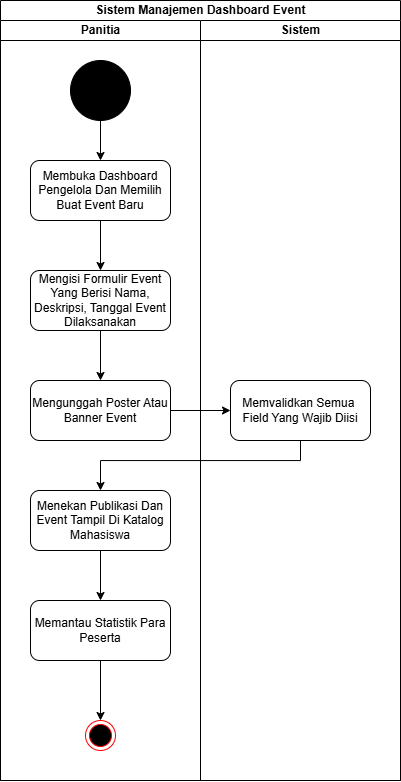 Sistem Manajemen Dashboard Event
Panitia
Sistem
Membuka Dashboard
Pengelola Dan Memilih
Buat Event Baru
Mengisi Formulir Event
Yang Berisi Nama,
Deskripsi, Tanggal Event
Dilaksanakan
Mengunggah Poster Atau
Banner Event
Memvalidkan Semua
Field Yang Wajib Diisi
Menekan Publikasi Dan
Event Tampil Di Katalog
Mahasiswa
Memantau Statistik Para
Peserta